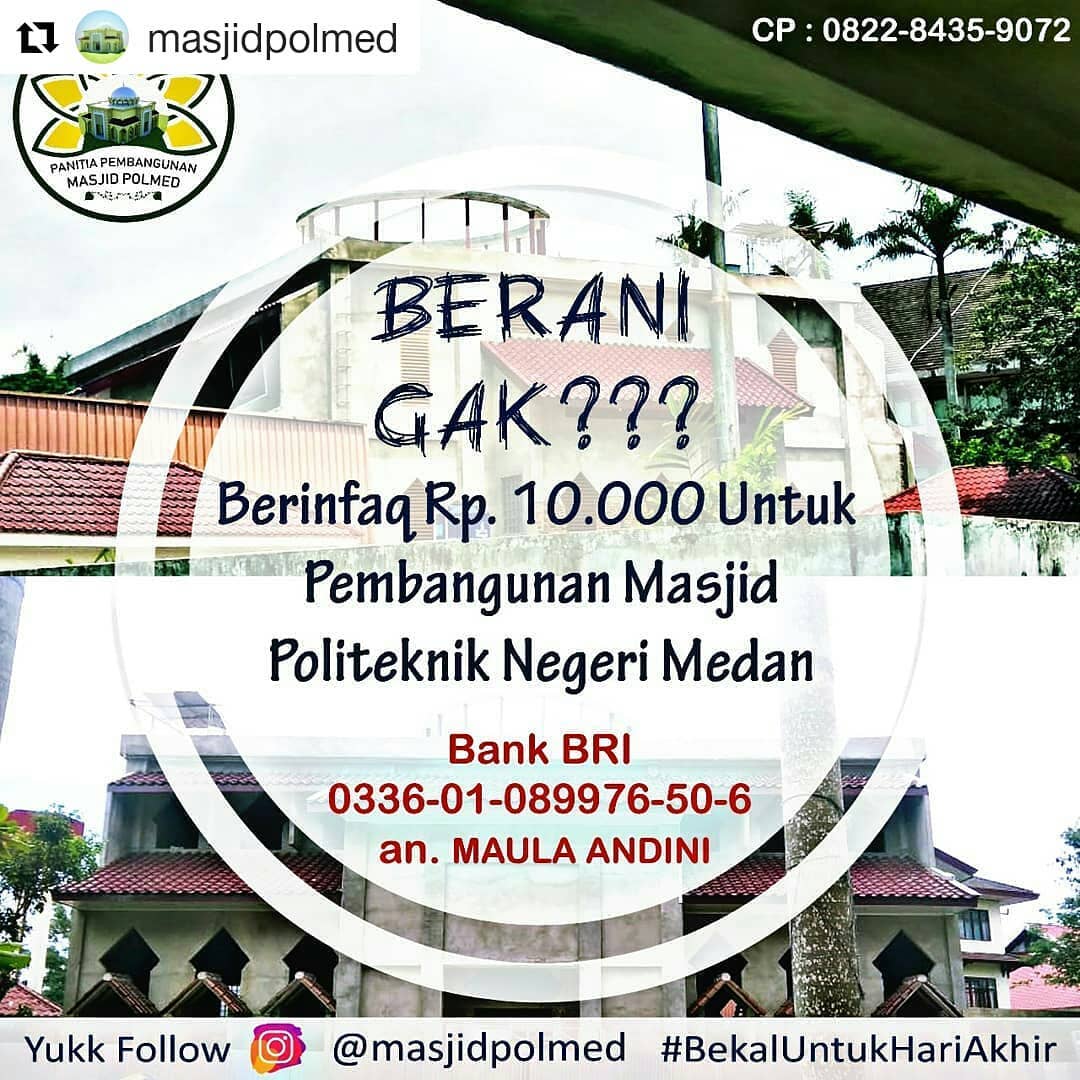 masjidpolmed
CP : 0822-8435-9072
PANITIA PEMBANGUNAN
MASJID POLMED
BERANI
GAK???
Berinfaq Rp. 10.000 Untuk
Pembangunan Masjid
Politeknik Negeri Medan
Bank BRI
0336-01-089976-50-6
an. MAULA ANDINI
Yukk Follow @masjidpolmed #BekalUntukHariAkhir